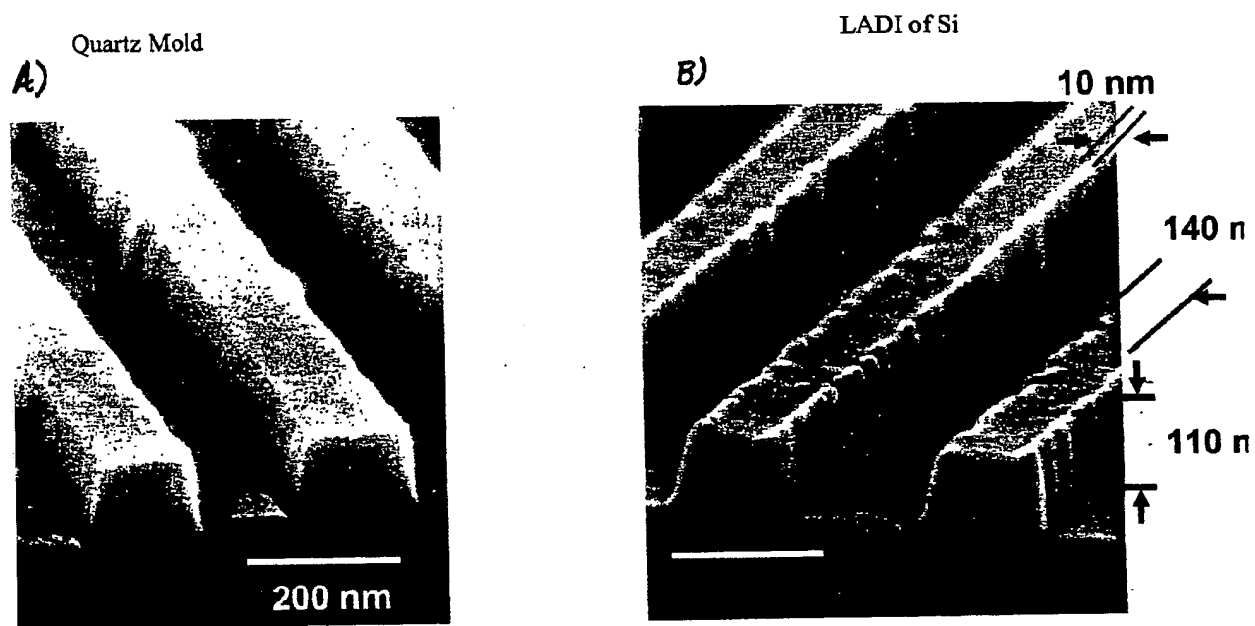 Quartz Mold
LADI of Si
A)
B)
10 nm
140 n
110 n
200 nm